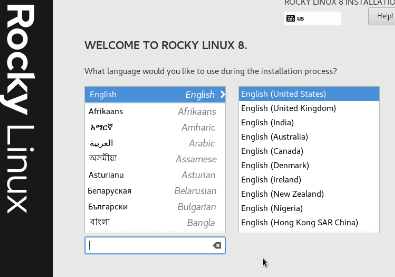 Rocky Linux
ROCKY LINUX 8 INSTALLATIO
us
Help!
WELCOME TO ROCKY LINUX 8.
What language would you like to use during the installation process?
English English
Afrikaans Afrikaans
አማርኛ Amharic
العربية Arabic
অসমীয়া Assamese
Asturianu Asturian
Беларуская Belarusian
Български Bulgarian
বাংলা Bangla
English (United States)
English (United Kingdom)
English (India)
English (Australia)
English (Canada)
English (Denmark)
English (Ireland)
English (New Zealand)
English (Nigeria)
English (Hong Kong SAR China)